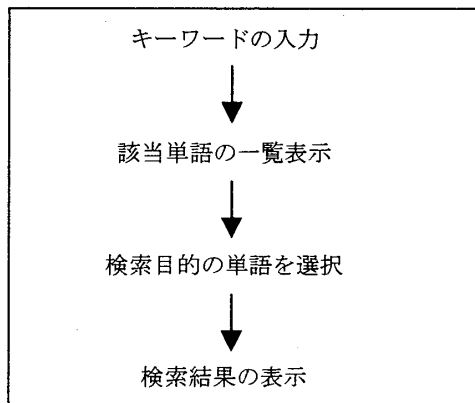 キーワードの入力
該当単語の一覧表示
検索目的の単語を選択
検索結果の表示